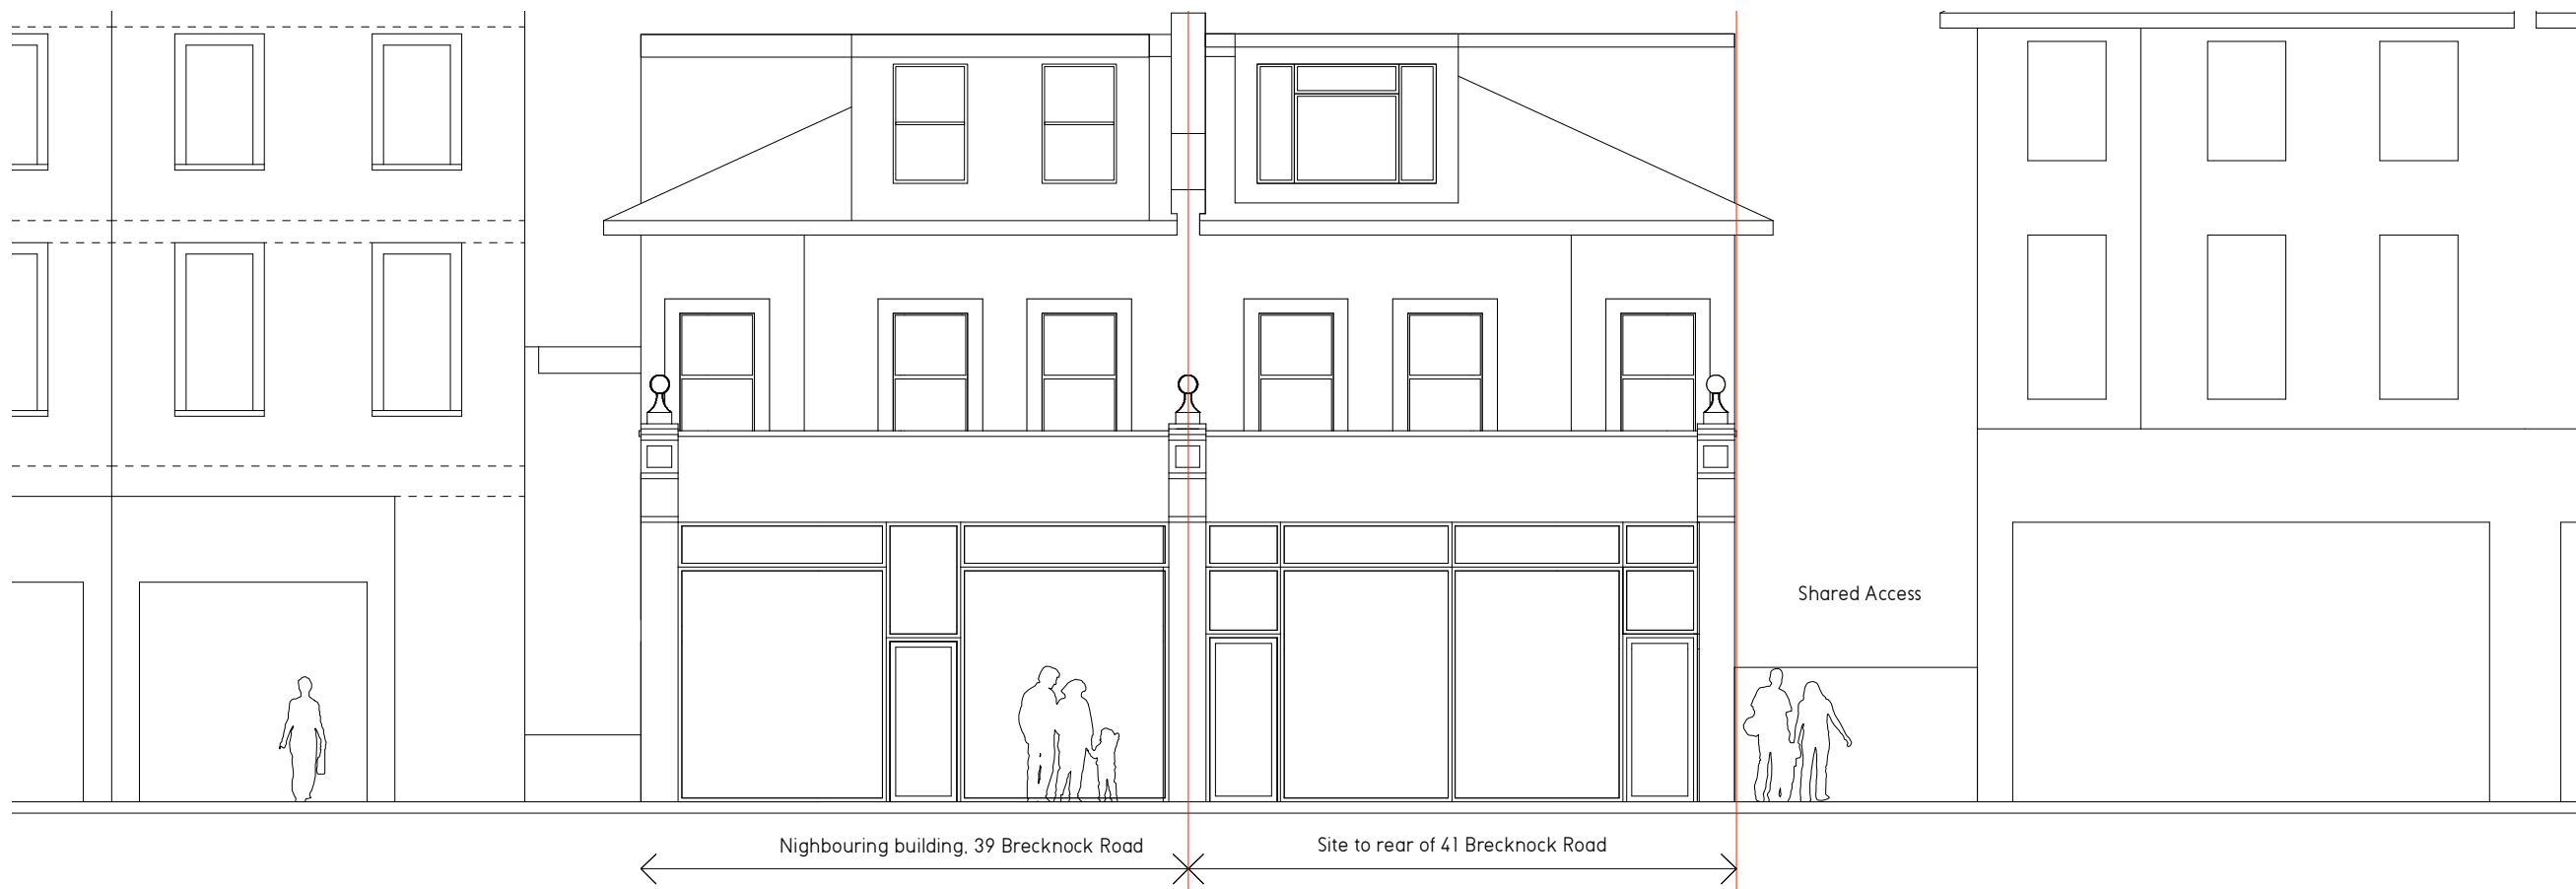 Shared Access
Nighbouring building, 39 Brecknock Road
Site to rear of 41 Brecknock Road